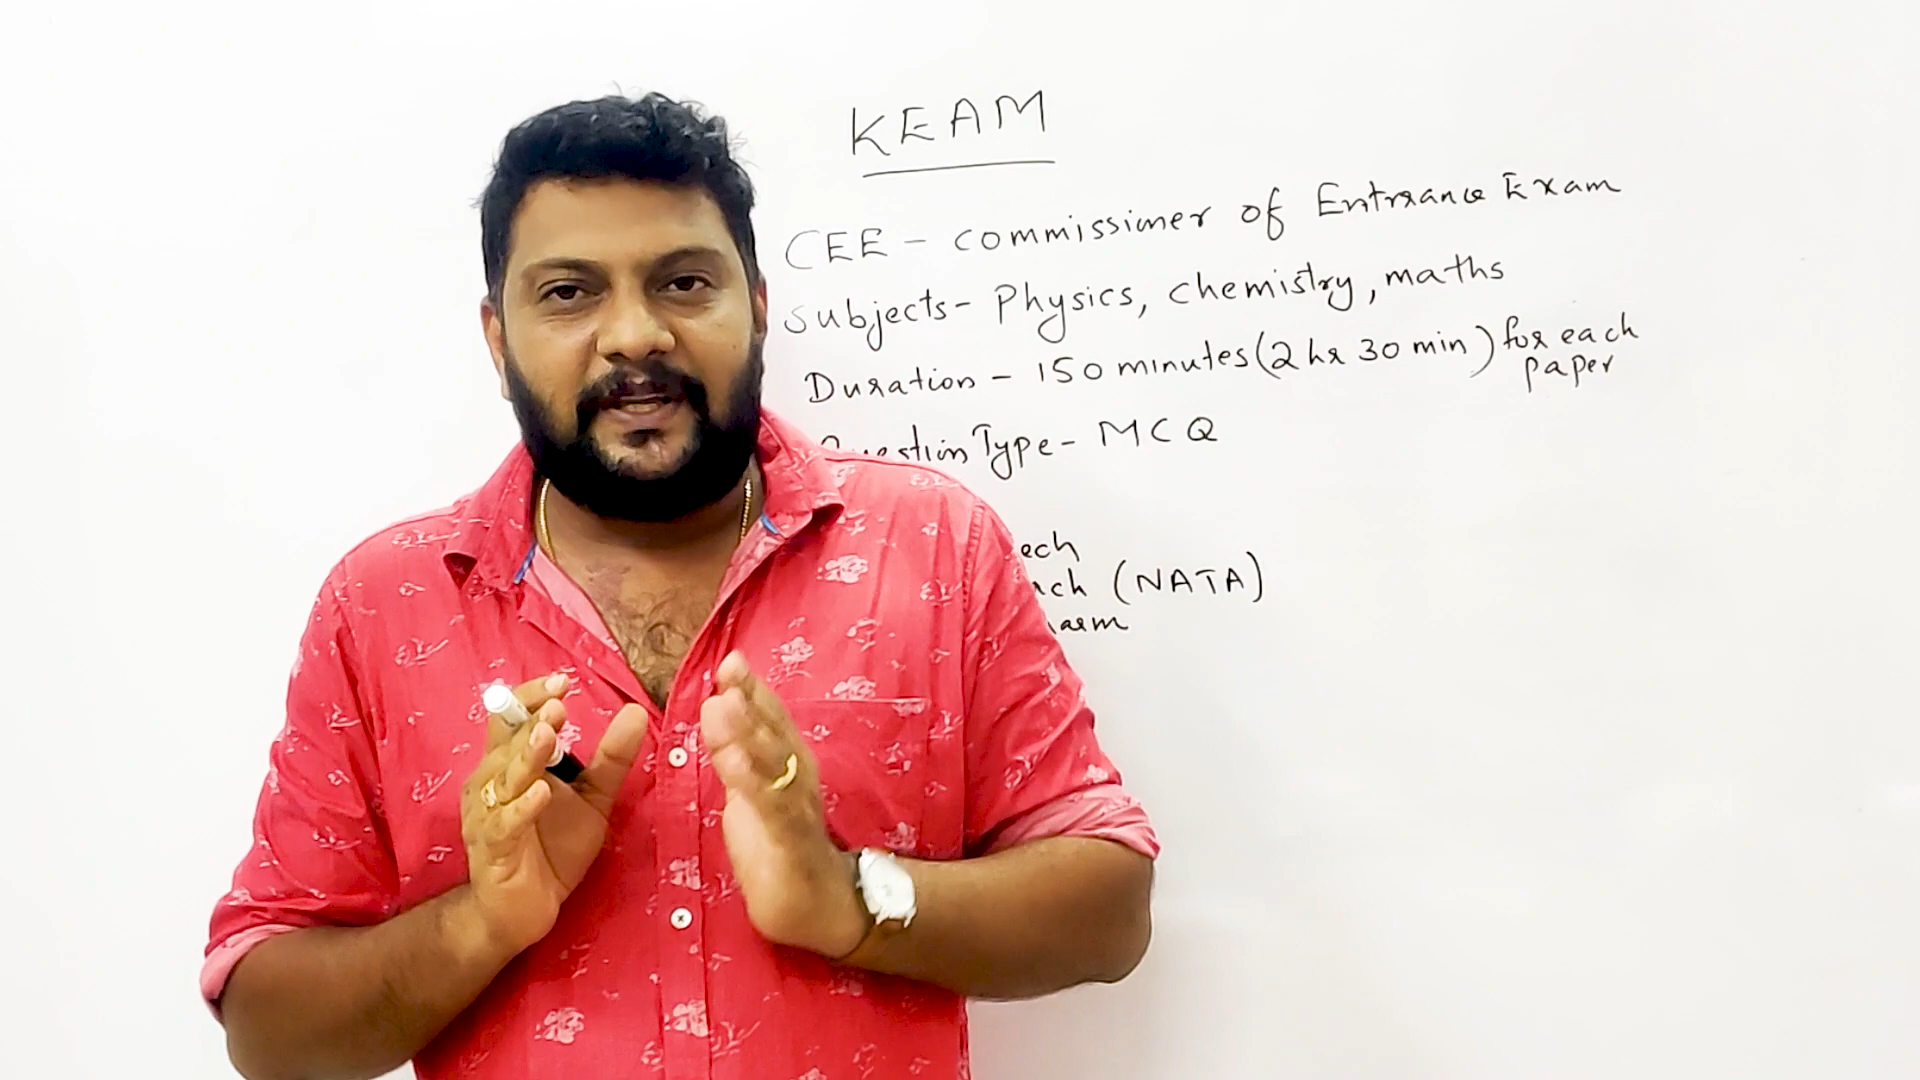 KEAM
CEE - Commissioner of Entrance Exam
Subjects - Physics, chemistry, maths
Duration - 150 minutes (2 hr 30 min) for each
paper
Type - MCQ
ech
(NATA)